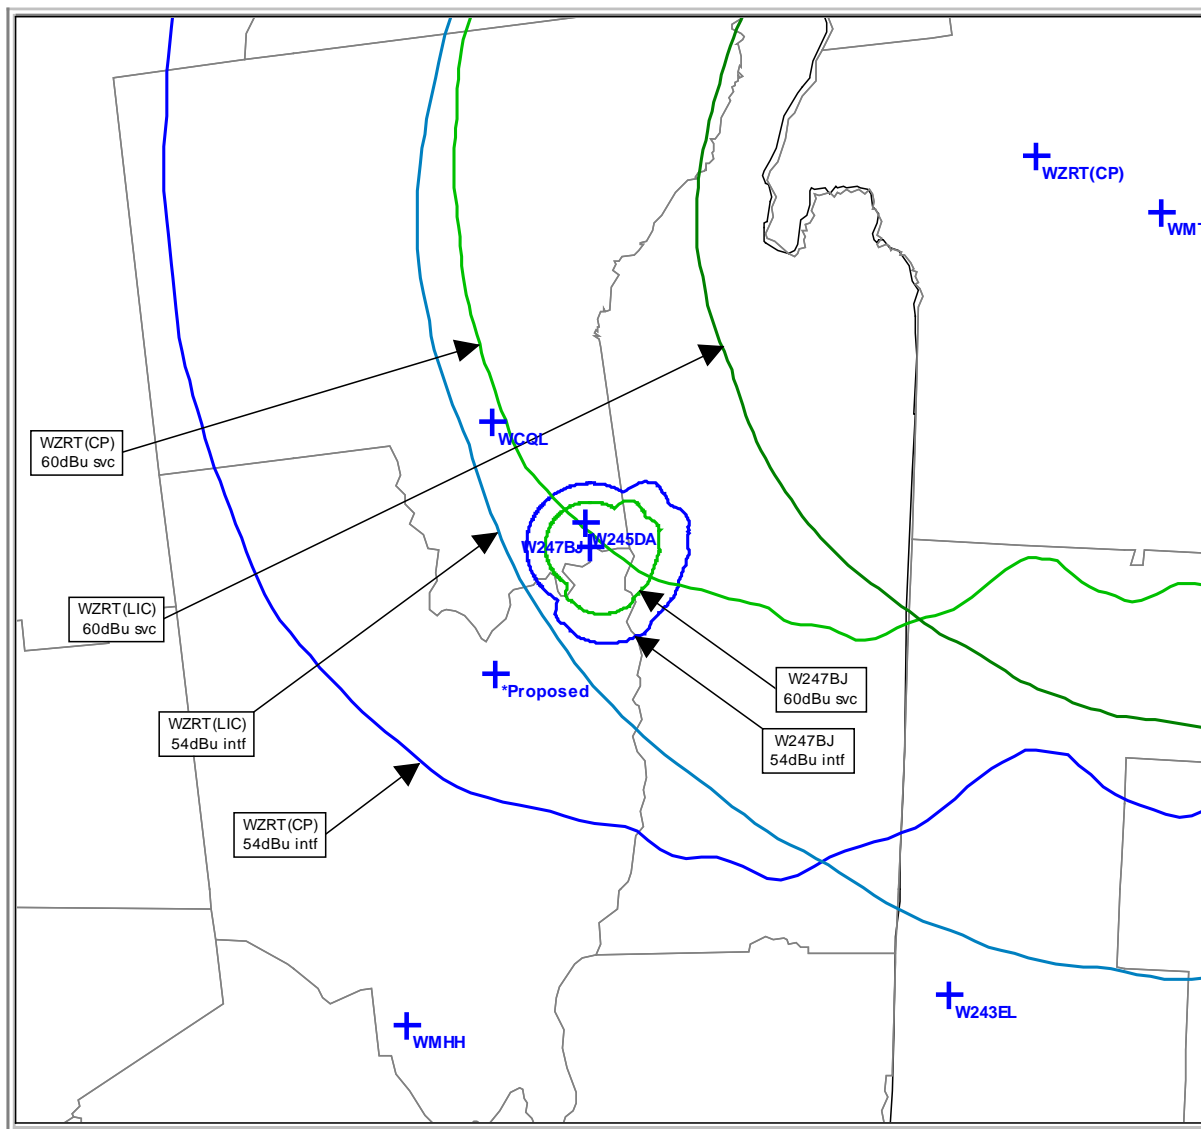 WZRT(CP)
WMT
WZRT(CP)
60dBu svc
WCQL
W247BJ
W245DA
WZRT(LIC)
60dBu svc
*Proposed
W247BJ
60dBu svc
WZRT(LIC)
54dBu intf
W247BJ
54dBu intf
WZRT(CP)
54dBu intf
W243EL
WMHH